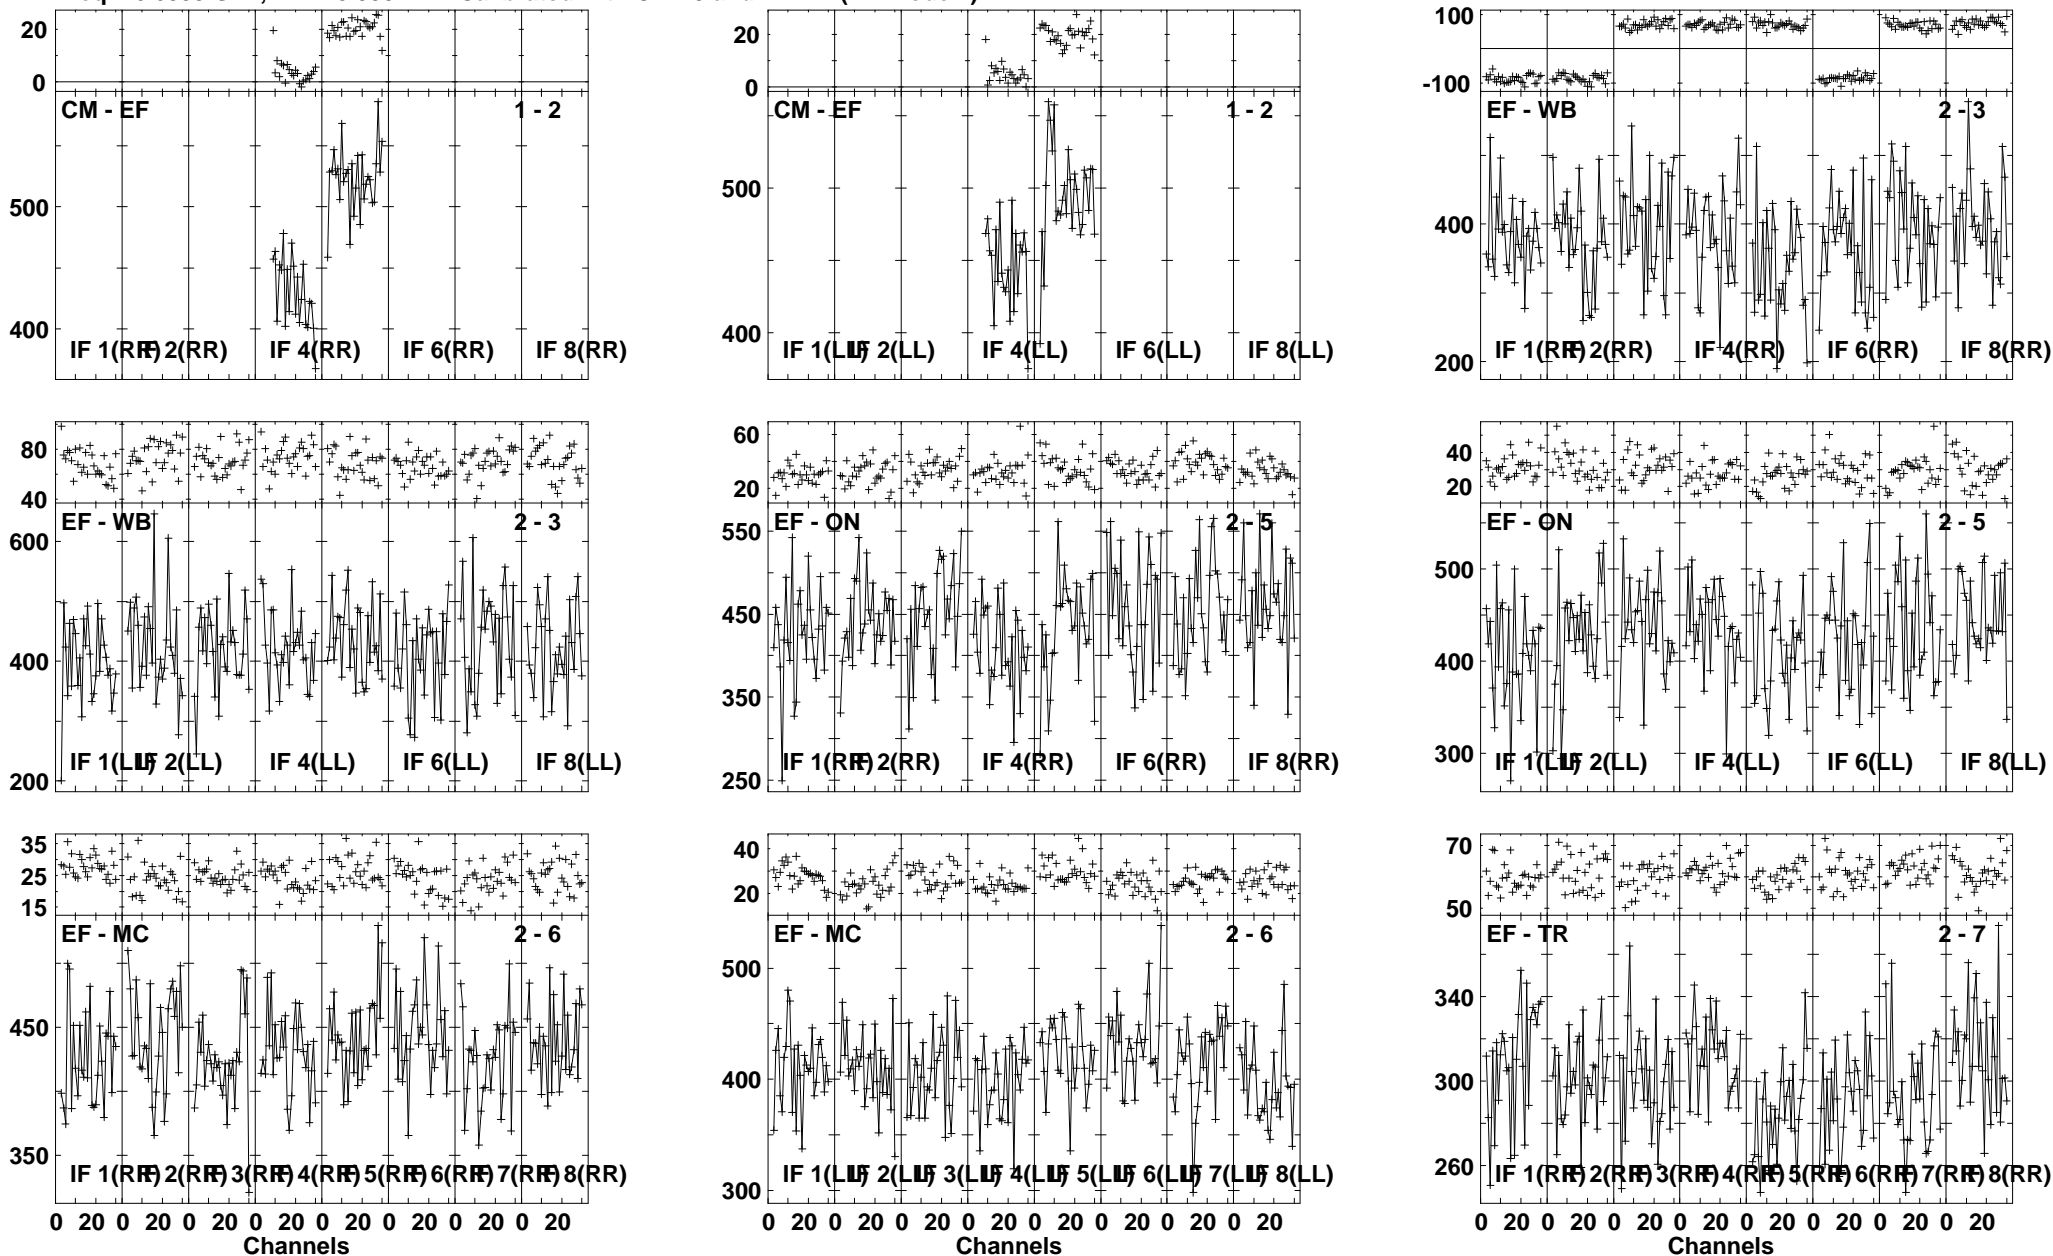 20
0
CM - EF 1 - 2
500
400
IF 1(RR) IF 2(RR) IF 4(RR) IF 6(RR) IF 8(RR)
20
0
CM - EF 1 - 2
500
400
IF 1(LL) IF 2(LL) IF 4(LL) IF 6(LL) IF 8(LL)
100
-100
EF - WB 2 - 3
400
200
IF 1(RR) IF 2(RR) IF 4(RR) IF 6(RR) IF 8(RR)
80
40
EF - WB 2 - 3
600
400
200
IF 1(LL) IF 2(LL) IF 4(LL) IF 6(LL) IF 8(LL)
60
20
EF - ON 2 - 5
550
450
350
250
IF 1(RR) IF 2(RR) IF 4(RR) IF 6(RR) IF 8(RR)
40
20
EF - ON 2 - 5
500
400
300
IF 1(LL) IF 2(LL) IF 4(LL) IF 6(LL) IF 8(LL)
35
25
15
EF - MC 2 - 6
450
350
IF 1(RR) IF 2(RR) IF 3(RR) IF 4(RR) IF 5(RR) IF 6(RR) IF 7(RR) IF 8(RR)
0 20 0 20 0 20 0 20 0 20 0 20 0 20 0 20
Channels
40
20
EF - MC 2 - 6
500
400
300
IF 1(LL) IF 2(LL) IF 3(LL) IF 4(LL) IF 5(LL) IF 6(LL) IF 7(LL) IF 8(LL)
0 20 0 20 0 20 0 20 0 20 0 20 0 20 0 20
Channels
70
50
EF - TR 2 - 7
340
300
260
IF 1(RR) IF 2(RR) IF 3(RR) IF 4(RR) IF 5(RR) IF 6(RR) IF 7(RR) IF 8(RR)
0 20 0 20 0 20 0 20 0 20 0 20 0 20 0 20
Channels